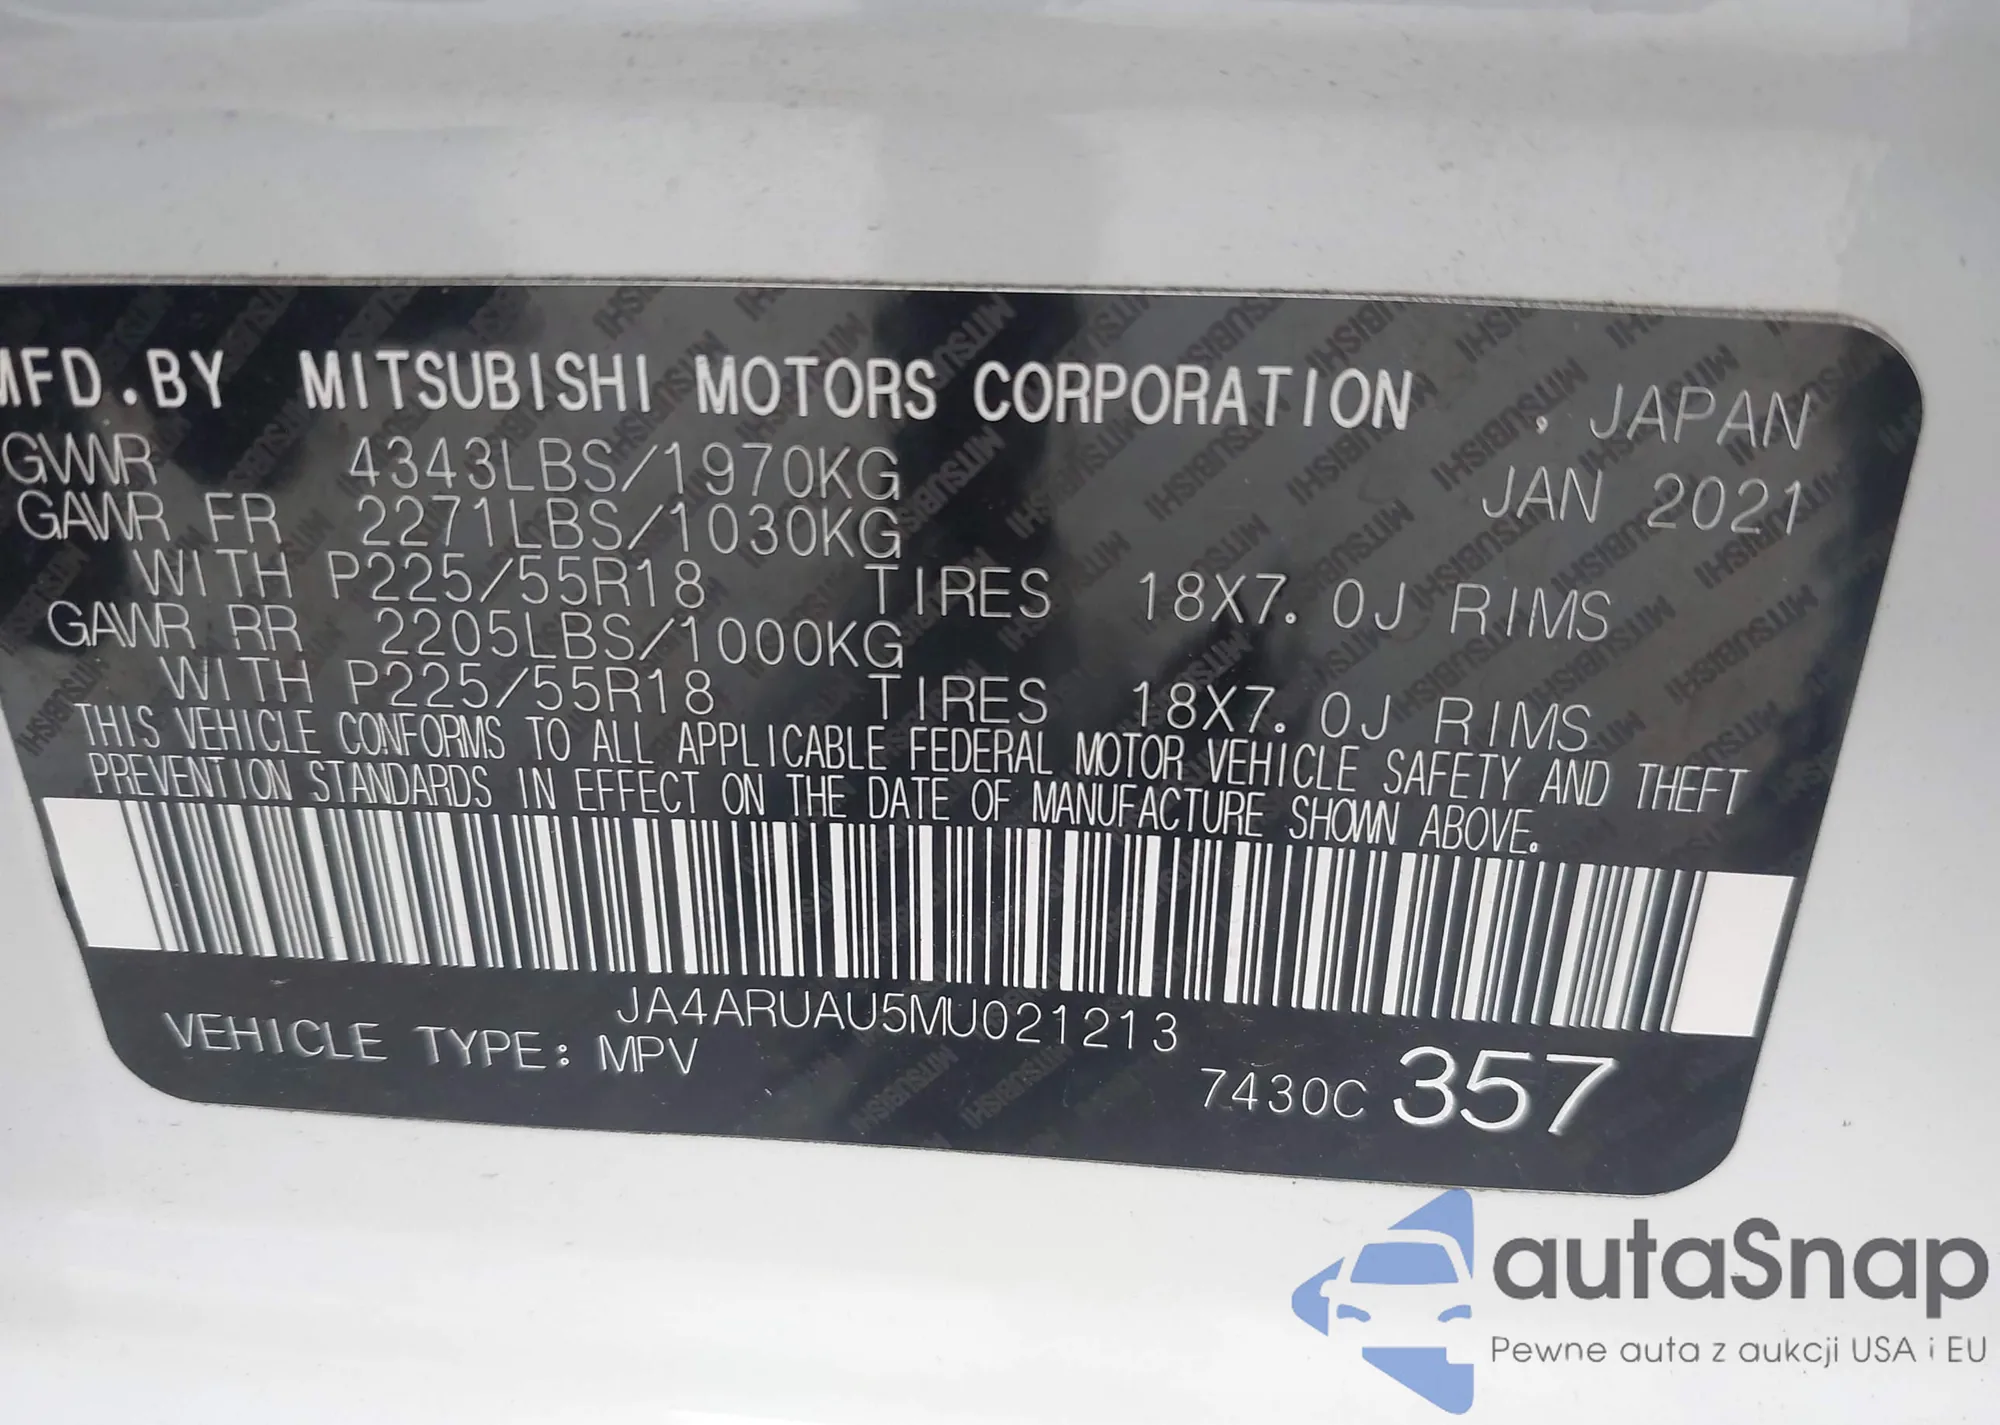 MFD.BY MITSUBISHI MOTORS CORPORATION . JAPAN
GVWR 4343LBS/1970KG JAN 2021
GAWR FR 2271LBS/1030KG
WITH P225/55R18 TIRES 18X7.0J RIMS
GAWR RR 2205LBS/1000KG
WITH P225/55R18 TIRES 18X7.0J RIMS
THIS VEHICLE CONFORMS TO ALL APPLICABLE FEDERAL MOTOR VEHICLE SAFETY AND THEFT
PREVENTION STANDARDS IN EFFECT ON THE DATE OF MANUFACTURE SHOWN ABOVE.
JA4ARUAU5MU021213
VEHICLE TYPE: MPV
7430C 357
autaSnap
Pewne auta z aukcji USA i EU